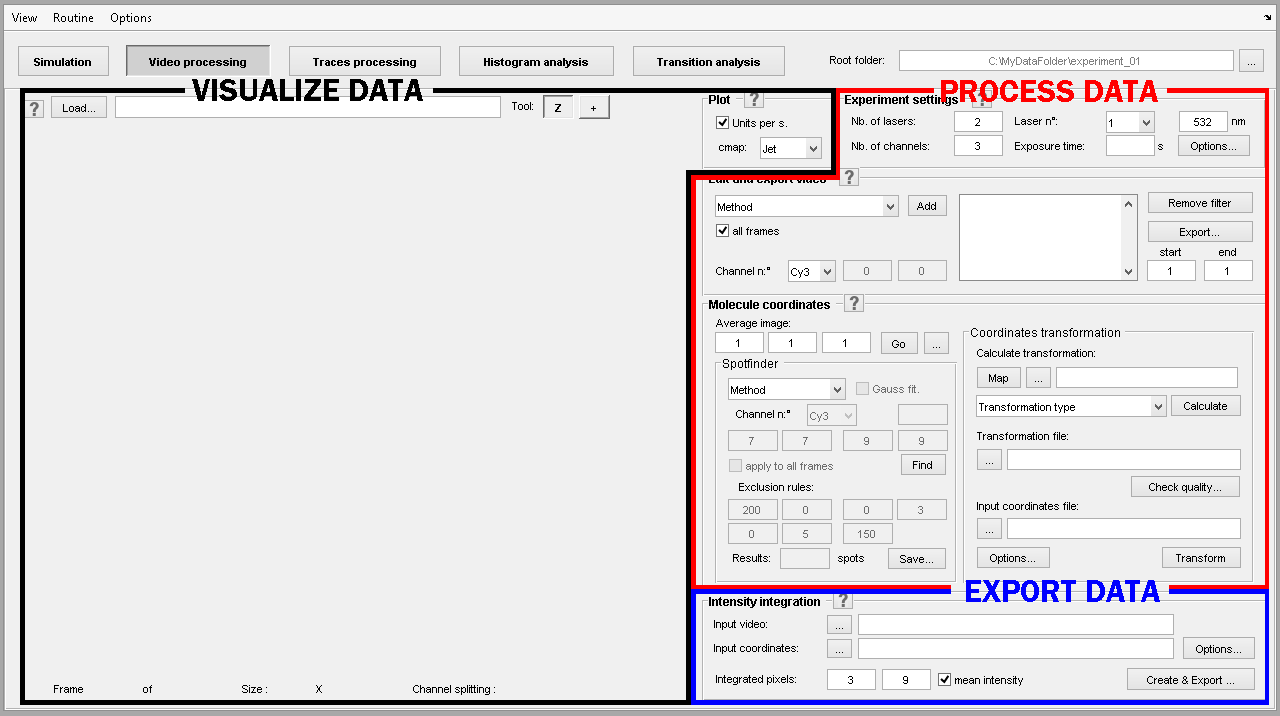 View Routine Options
Simulation Video processing Traces processing Histogram analysis Transition analysis Root folder: C:\MyDataFolder\experiment_01 ...
VISUALIZE DATA PROCESS DATA
? Load... Tool: Z +
Plot ?
Units per s.
cmap: Jet
Experiment settings ?
Nb. of lasers: 2 Laser n°: 1 532 nm
Nb. of channels: 3 Exposure time: s Options...
Edit and export video ?
Method Add Remove filter
all frames Export...
start end
Channel n.° Cy3 0 0 1 1
Molecule coordinates ?
Average image:
1 1 1 Go ...
Spotfinder
Method Gauss fit.
Channel n.° Cy3
7 7 9 9
apply to all frames Find
Exclusion rules:
200 0 0 3
0 5 150
Results: spots Save...
Coordinates transformation
Calculate transformation:
Map ...
Transformation type Calculate
Transformation file:
...
Check quality...
Input coordinates file:
...
Options... Transform
EXPORT DATA
Intensity integration ?
Input video: ...
Input coordinates: ... Options...
Integrated pixels: 3 9 mean intensity Create & Export ...
Frame of Size : X Channel splitting :